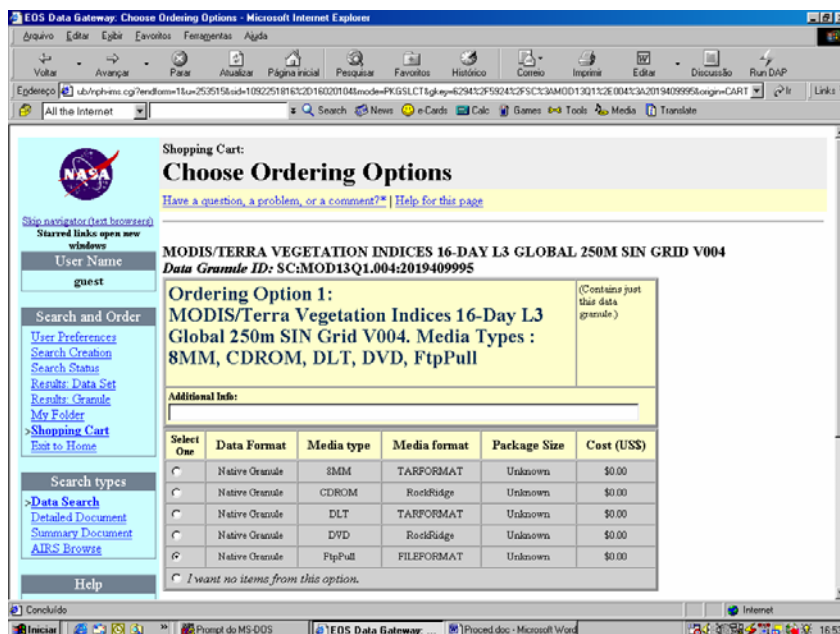 EOS Data Gateway: Choose Ordering Options - Microsoft Internet Explorer
Arquivo Editar Exibir Favoritos Ferramentas Ajuda
Voltar Avançar Parar Atualizar Página inicial Pesquisar Favoritos Histórico Correio Imprimir Editar Discussão Run DAP
Endereço Ir Links
All the Internet Search News e-Cards Calc Games Tools Media Translate
NASA
Skip navigator (text browsers)
Starred links open new
windows
User Name
guest
Search and Order
User Preferences
Search Creation
Search Status
Results: Data Set
Results: Granule
My Folder
>Shopping Cart
Exit to Home
Search types
>Data Search
Detailed Document
Summary Document
AIRS Browse
Help
Shopping Cart:
Choose Ordering Options
Have a question, a problem, or a comment?* | Help for this page
MODIS/TERRA VEGETATION INDICES 16-DAY L3 GLOBAL 250M SIN GRID V004
Data Granule ID: SC:MOD13Q1.004:2019409995
Ordering Option 1:
MODIS/Terra Vegetation Indices 16-Day L3
Global 250m SIN Grid V004. Media Types :
8MM, CDROM, DLT, DVD, FtpPull
(Contains just
this data
granule.)
Additional Info:
Select One Data Format Media type Media format Package Size Cost (US$)
Native Granule 8MM TARFORMAT Unknown $0.00
Native Granule CDROM RockRidge Unknown $0.00
Native Granule DLT TARFORMAT Unknown $0.00
Native Granule DVD RockRidge Unknown $0.00
Native Granule FtpPull FILEFORMAT Unknown $0.00
I want no items from this option.
Concluído Internet
Iniciar Prompt do MS-DOS EOS Data Gateway: ... Proced.doc - Microsoft Word